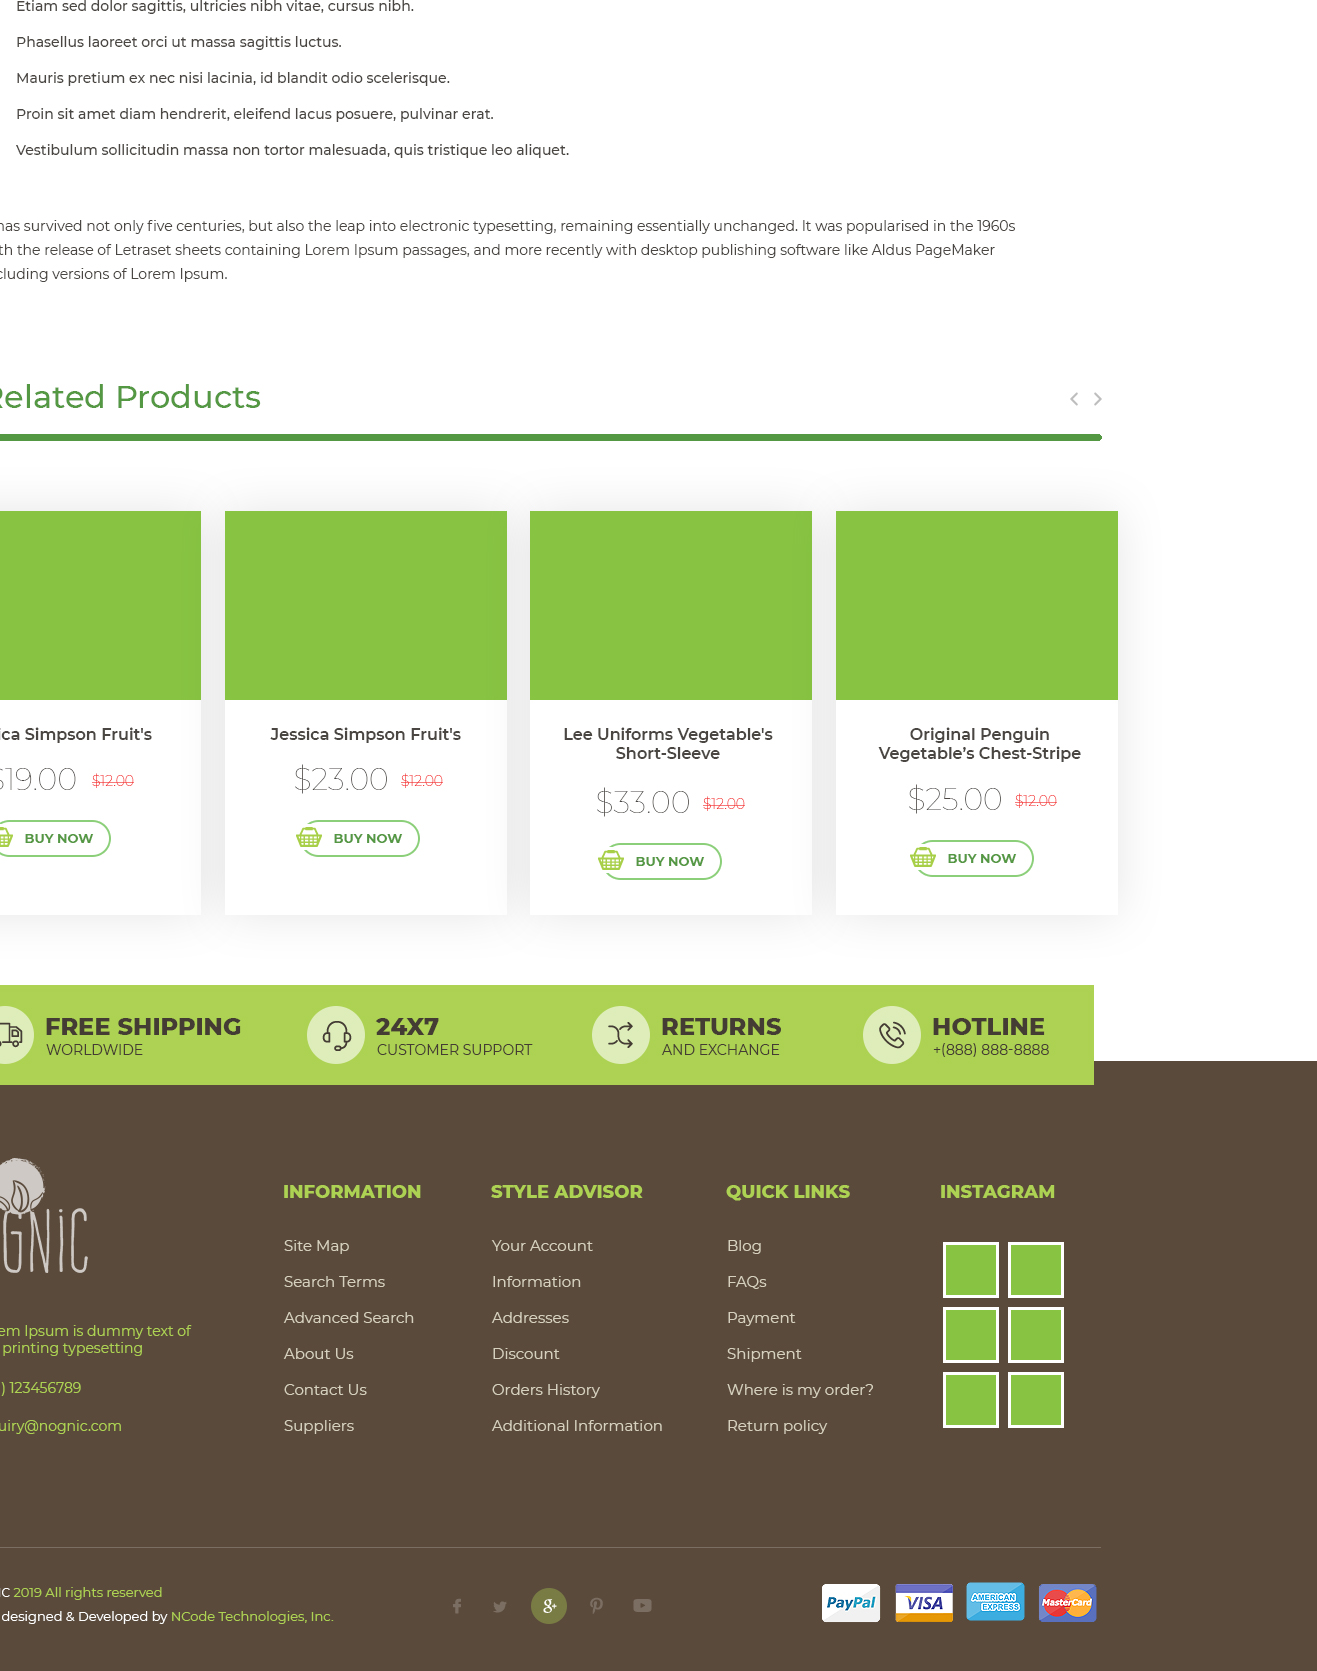 Etiam sed dolor sagittis, ultricies nibh vitae, cursus nibh.
Phasellus laoreet orci ut massa sagittis luctus.
Mauris pretium ex nec nisi lacinia, id blandit odio scelerisque.
Proin sit amet diam hendrerit, eleifend lacus posuere, pulvinar erat.
Vestibulum sollicitudin massa non tortor malesuada, quis tristique leo aliquet.
has survived not only five centuries, but also the leap into electronic typesetting, remaining essentially unchanged. It was popularised in the 1960s
the release of Letraset sheets containing Lorem Ipsum passages, and more recently with desktop publishing software like Aldus PageMaker
versions of Lorem Ipsum.
Related Products
Simpson Fruit's
$19.00 $12.00
BUY NOW
Jessica Simpson Fruit's
$23.00 $12.00
BUY NOW
Lee Uniforms Vegetable's
Short-Sleeve
$33.00 $12.00
BUY NOW
Original Penguin
Vegetable’s Chest-Stripe
$25.00 $12.00
BUY NOW
FREE SHIPPING
WORLDWIDE
24X7
CUSTOMER SUPPORT
RETURNS
AND EXCHANGE
HOTLINE
+(888) 888-8888
GNIC
Ipsum is dummy text of
printing typesetting
) 123456789
uiry@nognic.com
INFORMATION
Site Map
Search Terms
Advanced Search
About Us
Contact Us
Suppliers
STYLE ADVISOR
Your Account
Information
Addresses
Discount
Orders History
Additional Information
QUICK LINKS
Blog
FAQs
Payment
Shipment
Where is my order?
Return policy
INSTAGRAM
IC 2019 All rights reserved
designed & Developed by NCode Technologies, Inc.
g+
PayPal
VISA
AMERICAN
EXPRESS
MasterCard